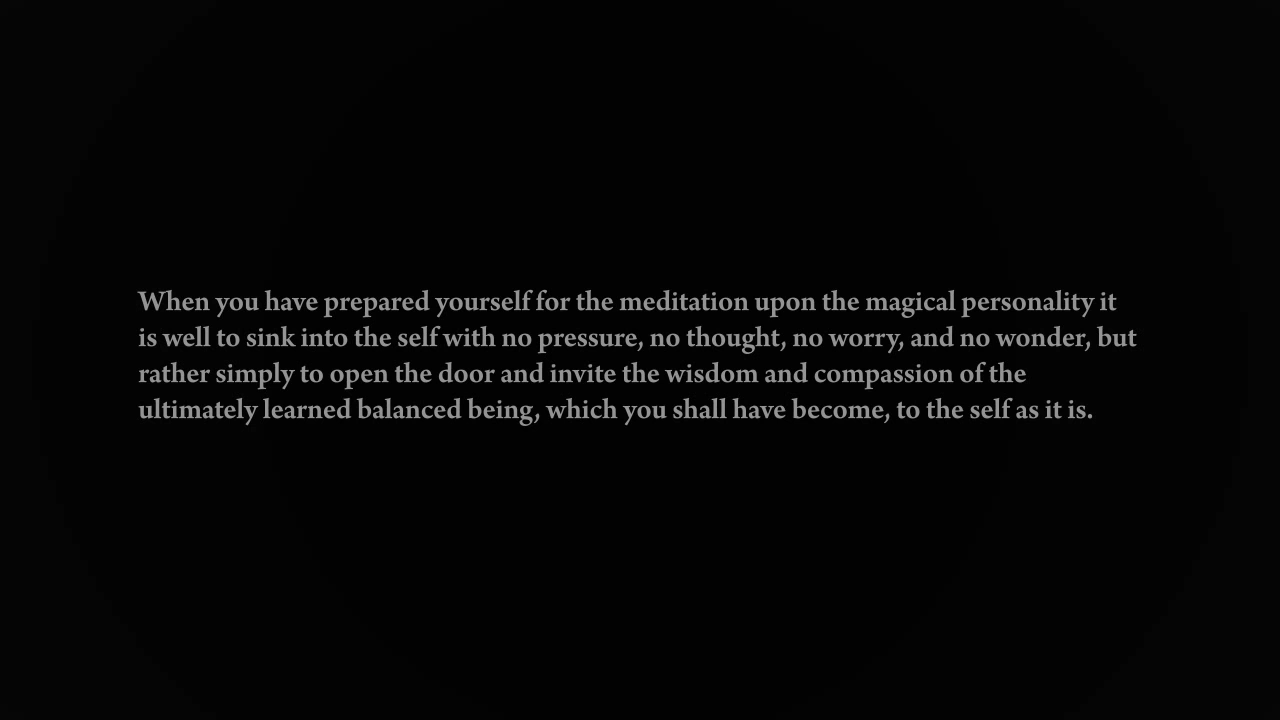 When you have prepared yourself for the meditation upon the magical personality it
is well to sink into the self with no pressure, no thought, no worry, and no wonder, but
rather simply to open the door and invite the wisdom and compassion of the
ultimately learned balanced being, which you shall have become, to the self as it is.